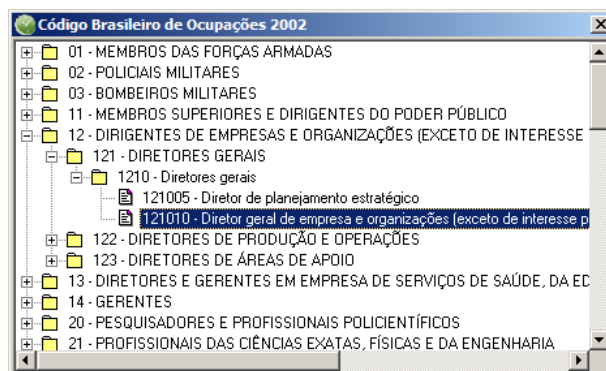 Código Brasileiro de Ocupações 2002
01 - MEMBROS DAS FORÇAS ARMADAS
02 - POLICIAIS MILITARES
03 - BOMBEIROS MILITARES
11 - MEMBROS SUPERIORES E DIRIGENTES DO PODER PÚBLICO
12 - DIRIGENTES DE EMPRESAS E ORGANIZAÇÕES (EXCETO DE INTERESSE
121 - DIRETORES GERAIS
1210 - Diretores gerais
121005 - Diretor de planejamento estratégico
121010 - Diretor geral de empresa e organizações (exceto de interesse p
122 - DIRETORES DE PRODUÇÃO E OPERAÇÕES
123 - DIRETORES DE ÁREAS DE APOIO
13 - DIRETORES E GERENTES EM EMPRESA DE SERVIÇOS DE SAÚDE, DA ED
14 - GERENTES
20 - PESQUISADORES E PROFISSIONAIS POLICIENTÍFICOS
21 - PROFISSIONAIS DAS CIÊNCIAS EXATAS, FÍSICAS E DA ENGENHARIA